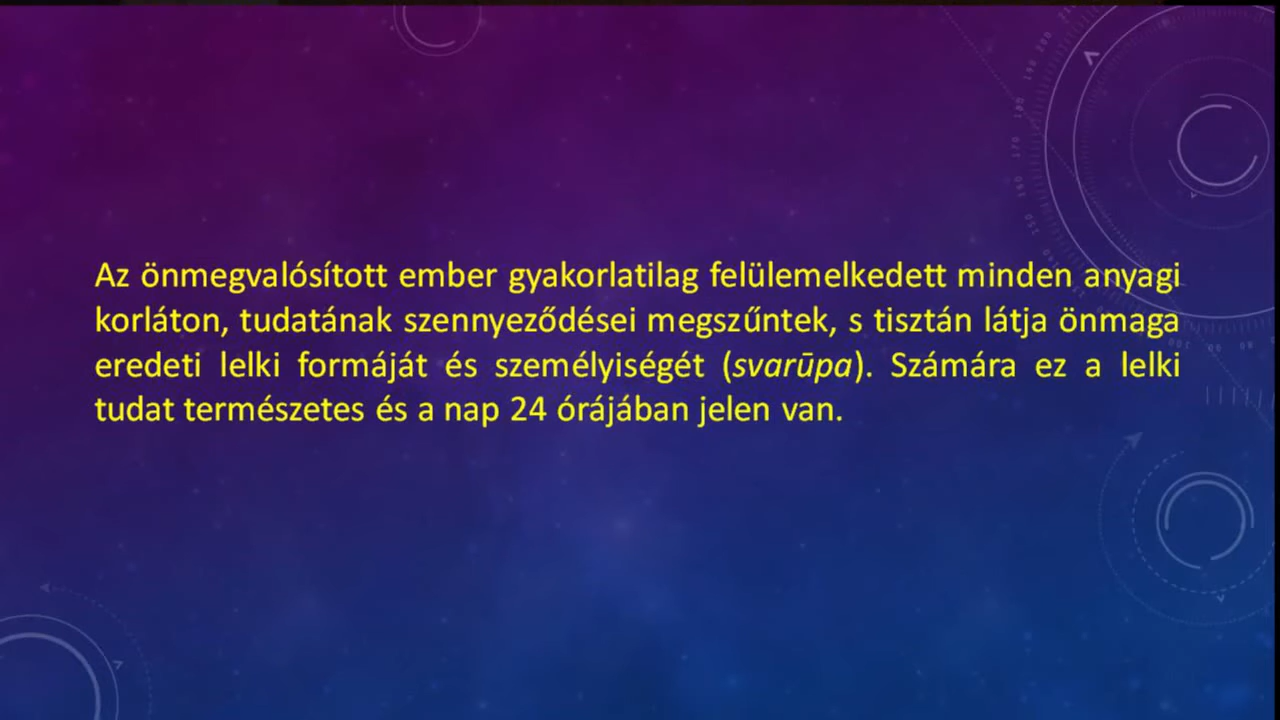 Az önmegvalósított ember gyakorlatilag felülemelkedett minden anyagi
korláton, tudatának szennyeződései megszűntek, s tisztán látja önmaga
eredeti lelki formáját és személyiségét (svarūpa). Számára ez a lelki
tudat természetes és a nap 24 órájában jelen van.